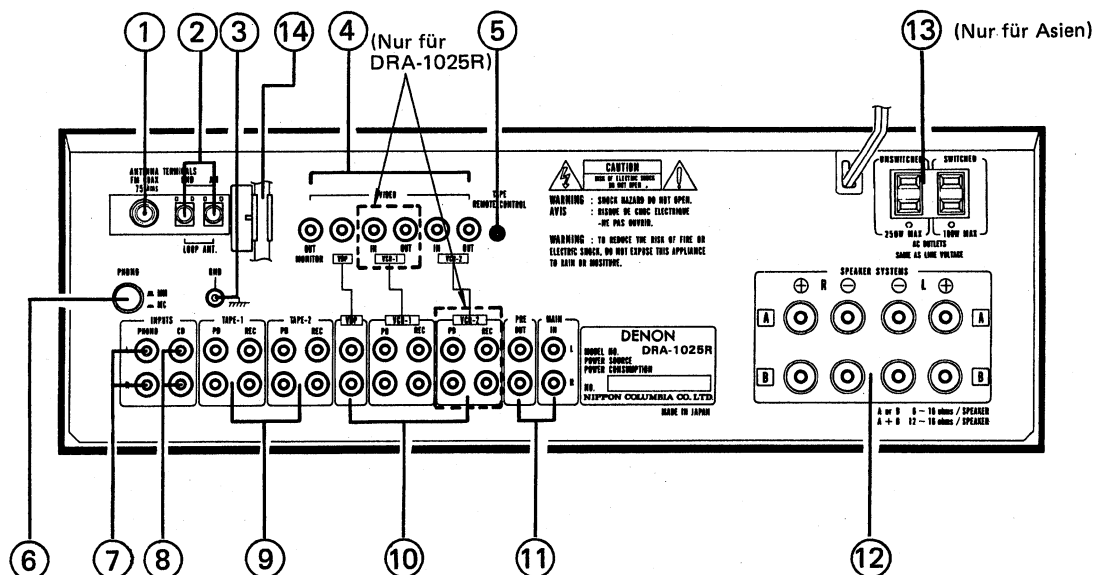 1 2 3 14 4 5 13
(Nur für
DRA-1025R)
(Nur für Asien)
ANTENNA TERMINALS
FM COAX GND AM
75 ohms
LOOP ANT.
VIDEO
TAPE
REMOTE CONTROL
OUT IN OUT IN OUT
MONITOR VDP VCR-1 VCR-2
CAUTION
RISK OF ELECTRIC SHOCK
DO NOT OPEN .
WARNING : SHOCK HAZARD DO NOT OPEN.
AVIS : RISQUE DE CHOC ELECTRIQUE
-NE PAS OUVRIR.
WARNING : TO REDUCE THE RISK OF FIRE OR
ELECTRIC SHOCK, DO NOT EXPOSE THIS APPLIANCE
TO RAIN OR MOSITURE.
UNSWITCHED SWITCHED
250W MAX 100W MAX
AC OUTLETS
SAME AS LINE VOLTAGE
PHONO
MM
MC
GND
INPUTS TAPE-1 TAPE-2 VDP VCR-1 VCR-2 PRE MAIN
PHONO CD PB REC PB REC PB REC PB REC OUT IN
L L
R R
DENON
MODEL NO. DRA-1025R
POWER SOURCE
POWER CONSUMPTION
NO.
NIPPON COLUMBIA CO. LTD.
MADE IN JAPAN
SPEAKER SYSTEMS
⊕ R ⊖ ⊖ L ⊕
A A
B B
A or B 6 ~ 16 ohms / SPEAKER
A + B 12 ~ 16 ohms / SPEAKER
6 7 8 9 10 11 12